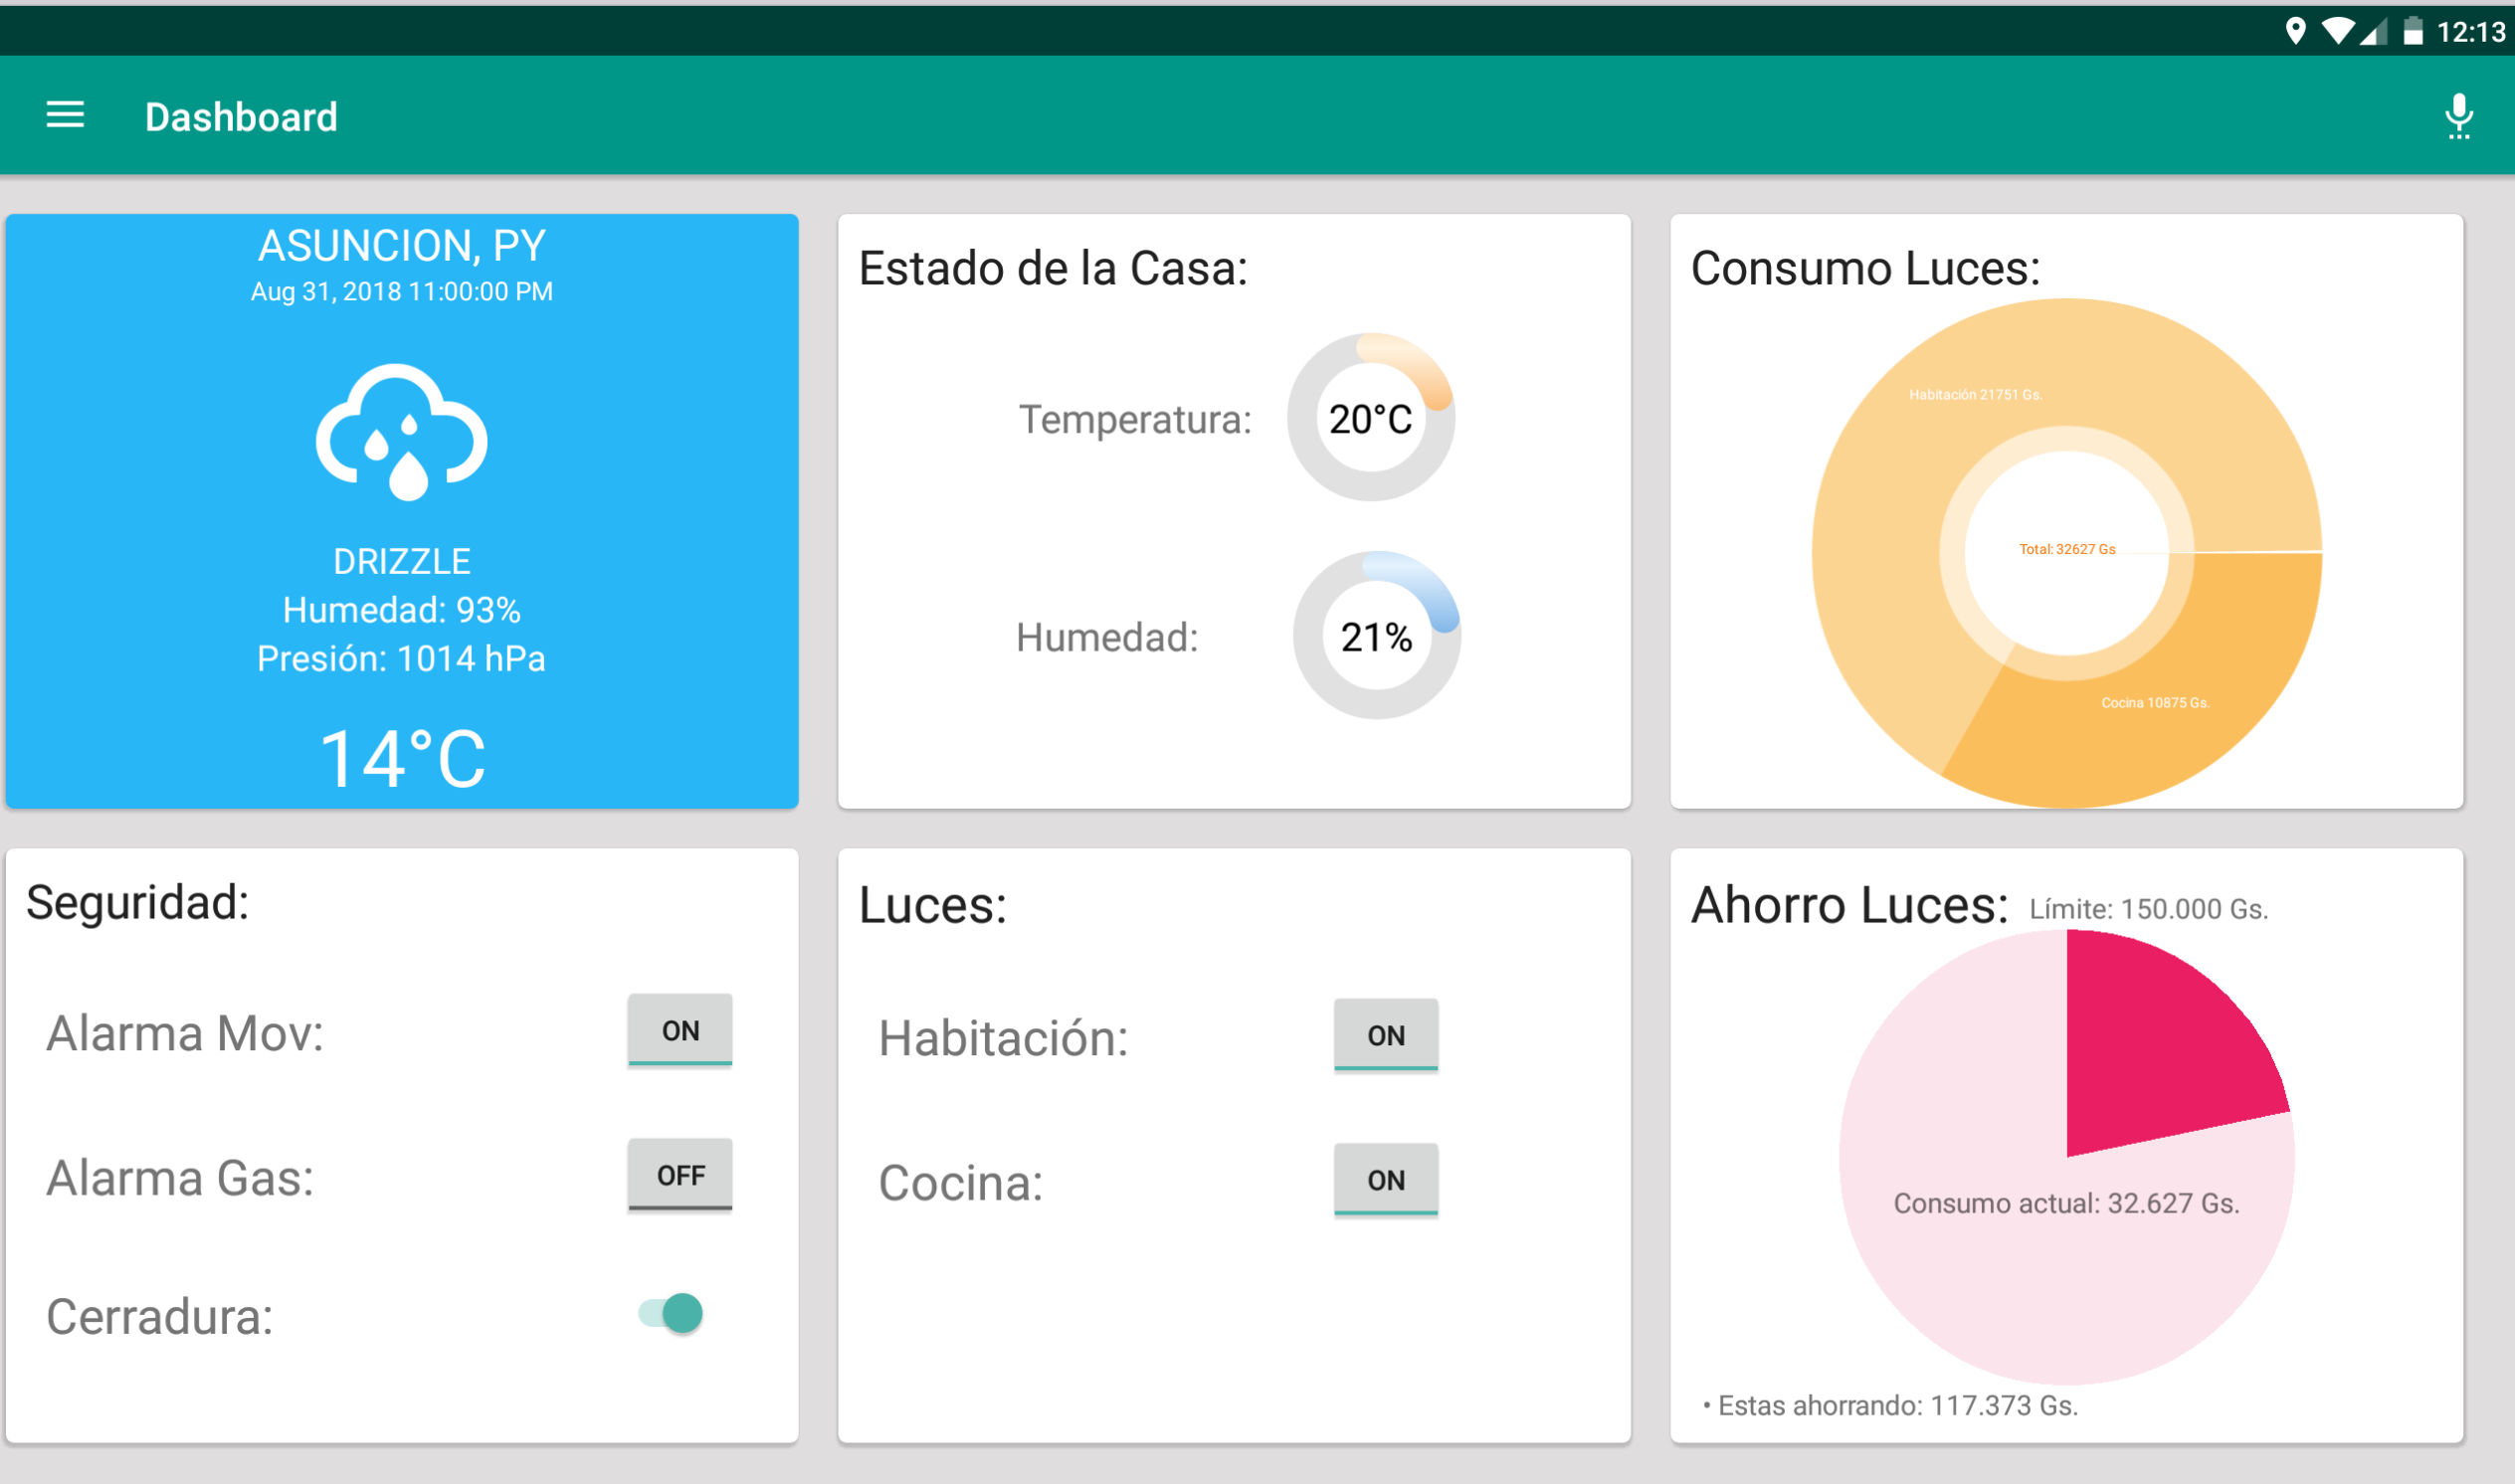 12:13
Dashboard
ASUNCION, PY
Aug 31, 2018 11:00:00 PM
DRIZZLE
Humedad: 93%
Presión: 1014 hPa
14°C
Estado de la Casa:
Temperatura: 20°C
Humedad: 21%
Consumo Luces:
Habitación 21751 Gs.
Total: 32627 Gs
Cocina 10875 Gs.
Seguridad:
Alarma Mov: ON
Alarma Gas: OFF
Cerradura:
Luces:
Habitación: ON
Cocina: ON
Ahorro Luces: Límite: 150.000 Gs.
Consumo actual: 32.627 Gs.
• Estas ahorrando: 117.373 Gs.